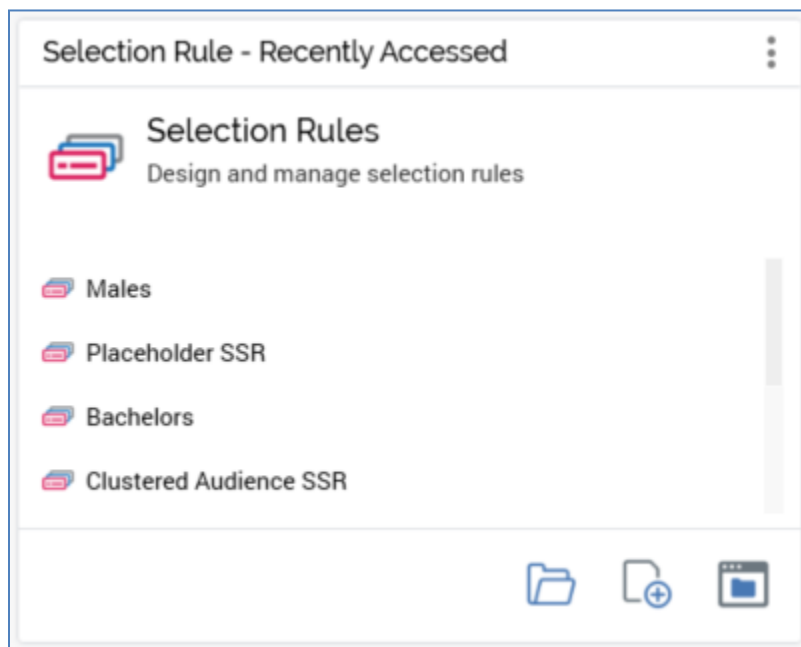 Selection Rule - Recently Accessed
Selection Rules
Design and manage selection rules
Males
Placeholder SSR
Bachelors
Clustered Audience SSR